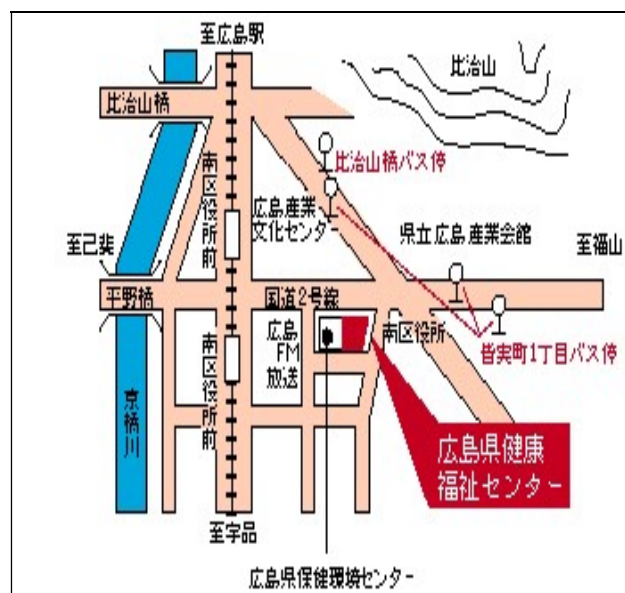 至広島駅
比治山
比治山橋
比治山橋バス停
南区役所前
広島産業
文化センター
県立広島産業会館
至己斐
至福山
平野橋
国道2号線
広島
FM
放送
南区役所
皆実町1丁目バス停
南区役所前
京橋川
広島県健康
福祉センター
至宇品
広島県保健環境センター